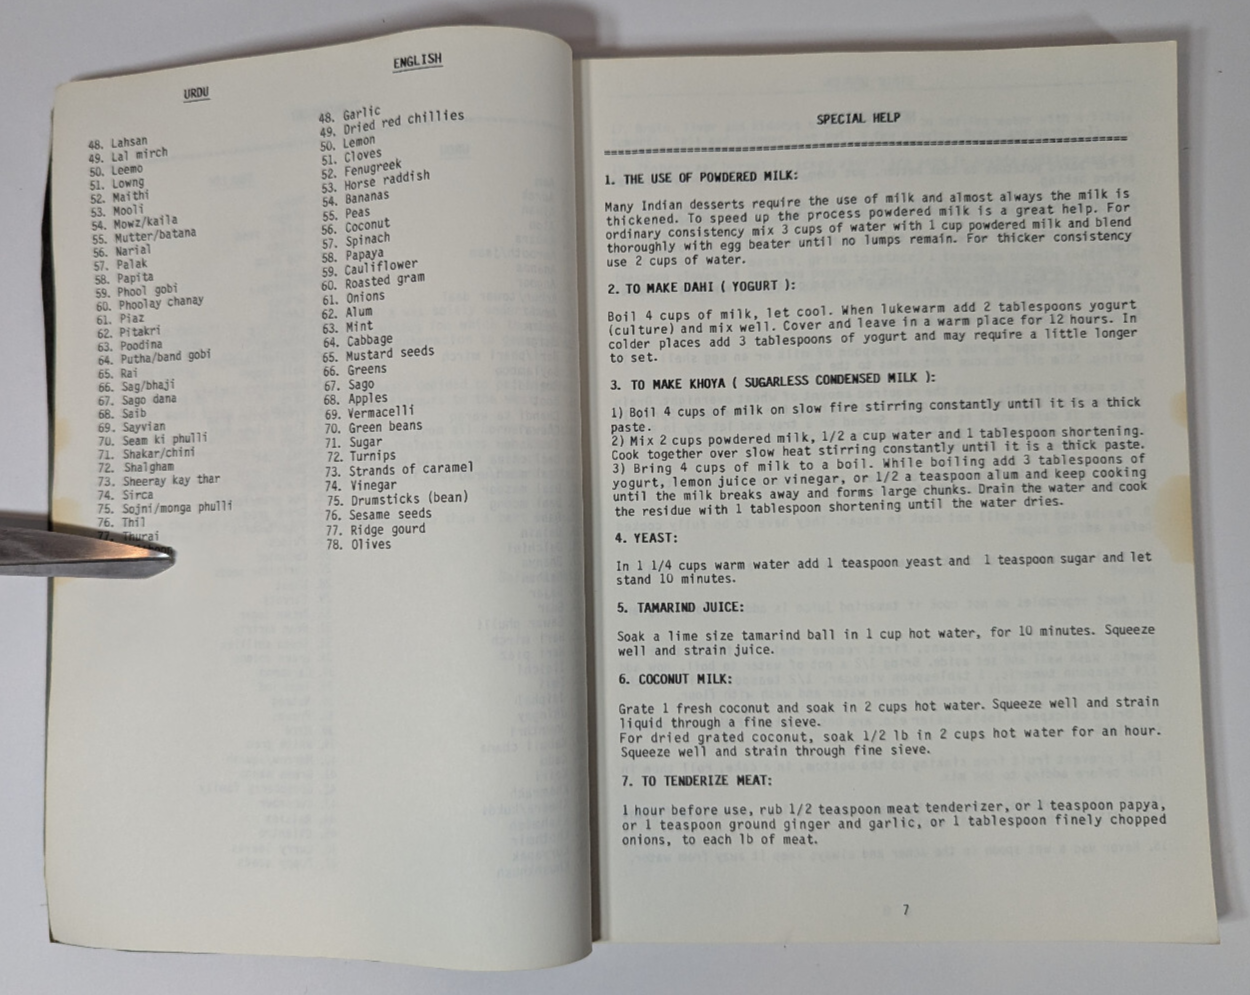 URDU
48. Lahsan
49. Lal mirch
50. Leemo
51. Lowng
52. Maithi
53. Mooli
54. Mowz/kaila
55. Mutter/batana
56. Narial
57. Palak
58. Papita
59. Phool gobi
60. Phoolay chanay
61. Piaz
62. Pitakri
63. Poodina
64. Putha/band gobi
65. Rai
66. Sag/bhaji
67. Sago dana
68. Saib
69. Sayvian
70. Seam ki phulli
71. Shakar/chini
72. Shalgham
73. Sheeray kay thar
74. Sirca
75. Sojni/monga phulli
76. Thil
77. Thurai
ENGLISH
48. Garlic
49. Dried red chillies
50. Lemon
51. Cloves
52. Fenugreek
53. Horse raddish
54. Bananas
55. Peas
56. Coconut
57. Spinach
58. Papaya
59. Cauliflower
60. Roasted gram
61. Onions
62. Alum
63. Mint
64. Cabbage
65. Mustard seeds
66. Greens
67. Sago
68. Apples
69. Vermacelli
70. Green beans
71. Sugar
72. Turnips
73. Strands of caramel
74. Vinegar
75. Drumsticks (bean)
76. Sesame seeds
77. Ridge gourd
78. Olives
SPECIAL HELP
1. THE USE OF POWDERED MILK:
Many Indian desserts require the use of milk and almost always the milk is
thickened. To speed up the process powdered milk is a great help. For
ordinary consistency mix 3 cups of water with 1 cup powdered milk and blend
thoroughly with egg beater until no lumps remain. For thicker consistency
use 2 cups of water.
2. TO MAKE DAHI ( YOGURT ):
Boil 4 cups of milk, let cool. When lukewarm add 2 tablespoons yogurt
(culture) and mix well. Cover and leave in a warm place for 12 hours. In
colder places add 3 tablespoons of yogurt and may require a little longer
to set.
3. TO MAKE KHOYA ( SUGARLESS CONDENSED MILK ):
1) Boil 4 cups of milk on slow fire stirring constantly until it is a thick
paste.
2) Mix 2 cups powdered milk, 1/2 a cup water and 1 tablespoon shortening.
Cook together over slow heat stirring constantly until it is a thick paste.
3) Bring 4 cups of milk to a boil. While boiling add 3 tablespoons of
yogurt, lemon juice or vinegar, or 1/2 a teaspoon alum and keep cooking
until the milk breaks away and forms large chunks. Drain the water and cook
the residue with 1 tablespoon shortening until the water dries.
4. YEAST:
In 1 1/4 cups warm water add 1 teaspoon yeast and 1 teaspoon sugar and let
stand 10 minutes.
5. TAMARIND JUICE:
Soak a lime size tamarind ball in 1 cup hot water, for 10 minutes. Squeeze
well and strain juice.
6. COCONUT MILK:
Grate 1 fresh coconut and soak in 2 cups hot water. Squeeze well and strain
liquid through a fine sieve.
For dried grated coconut, soak 1/2 lb in 2 cups hot water for an hour.
Squeeze well and strain through fine sieve.
7. TO TENDERIZE MEAT:
1 hour before use, rub 1/2 teaspoon meat tenderizer, or 1 teaspoon papya,
or 1 teaspoon ground ginger and garlic, or 1 tablespoon finely chopped
onions, to each lb of meat.
7